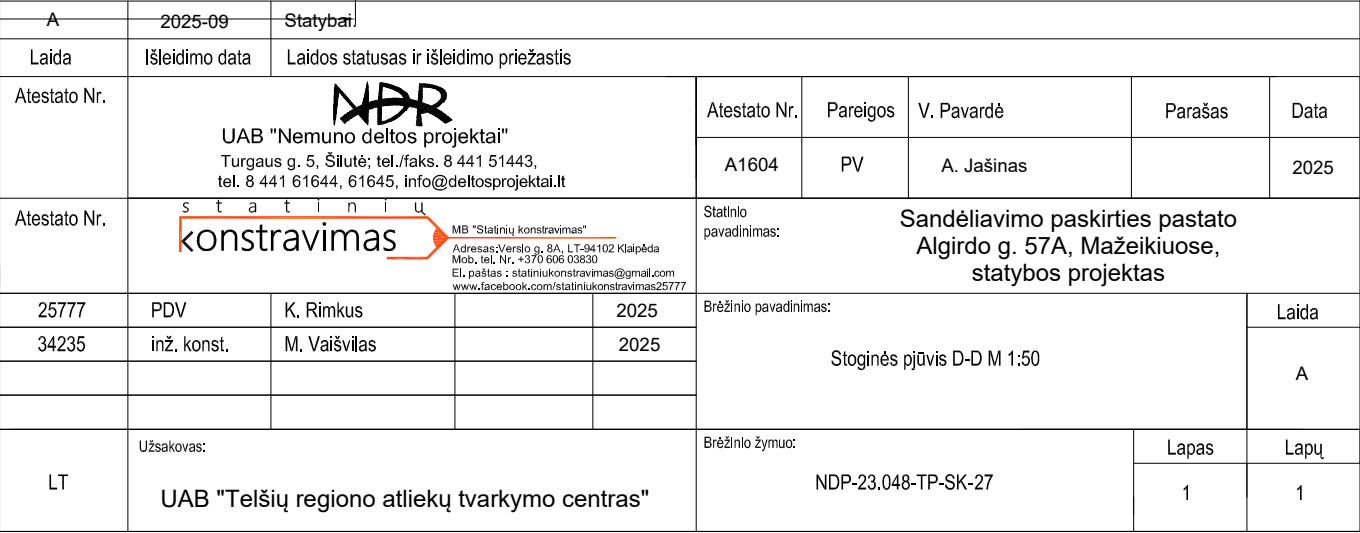 A 2025-09 Statybai.
Laida Išleidimo data Laidos statusas ir išleidimo priežastis
Atestato Nr.
NDR
UAB "Nemuno deltos projektai"
Turgaus g. 5, Šilutė; tel./faks. 8 441 51443,
tel. 8 441 61644, 61645, info@deltosprojektai.lt
Atestato Nr. Pareigos V. Pavardė Parašas Data
A1604 PV A. Jašinas 2025
Atestato Nr.
statinių
konstravimas
MB "Statinių konstravimas"
Adresas:Verslo g. 8A, LT-94102 Klaipėda
Mob. tel. Nr. +370 606 03830
El. paštas : statiniukonstravimas@gmail.com
www.facebook.com/statiniukonstravimas25777
Statinio
pavadinimas:
Sandėliavimo paskirties pastato
Algirdo g. 57A, Mažeikiuose,
statybos projektas
25777 PDV K. Rimkus 2025
34235 inž. konst. M. Vaišvilas 2025
Brėžinio pavadinimas:
Stoginės pjūvis D-D M 1:50
Laida
A
LT
Užsakovas:
UAB "Telšių regiono atliekų tvarkymo centras"
Brėžinio žymuo:
NDP-23.048-TP-SK-27
Lapas Lapų
1 1